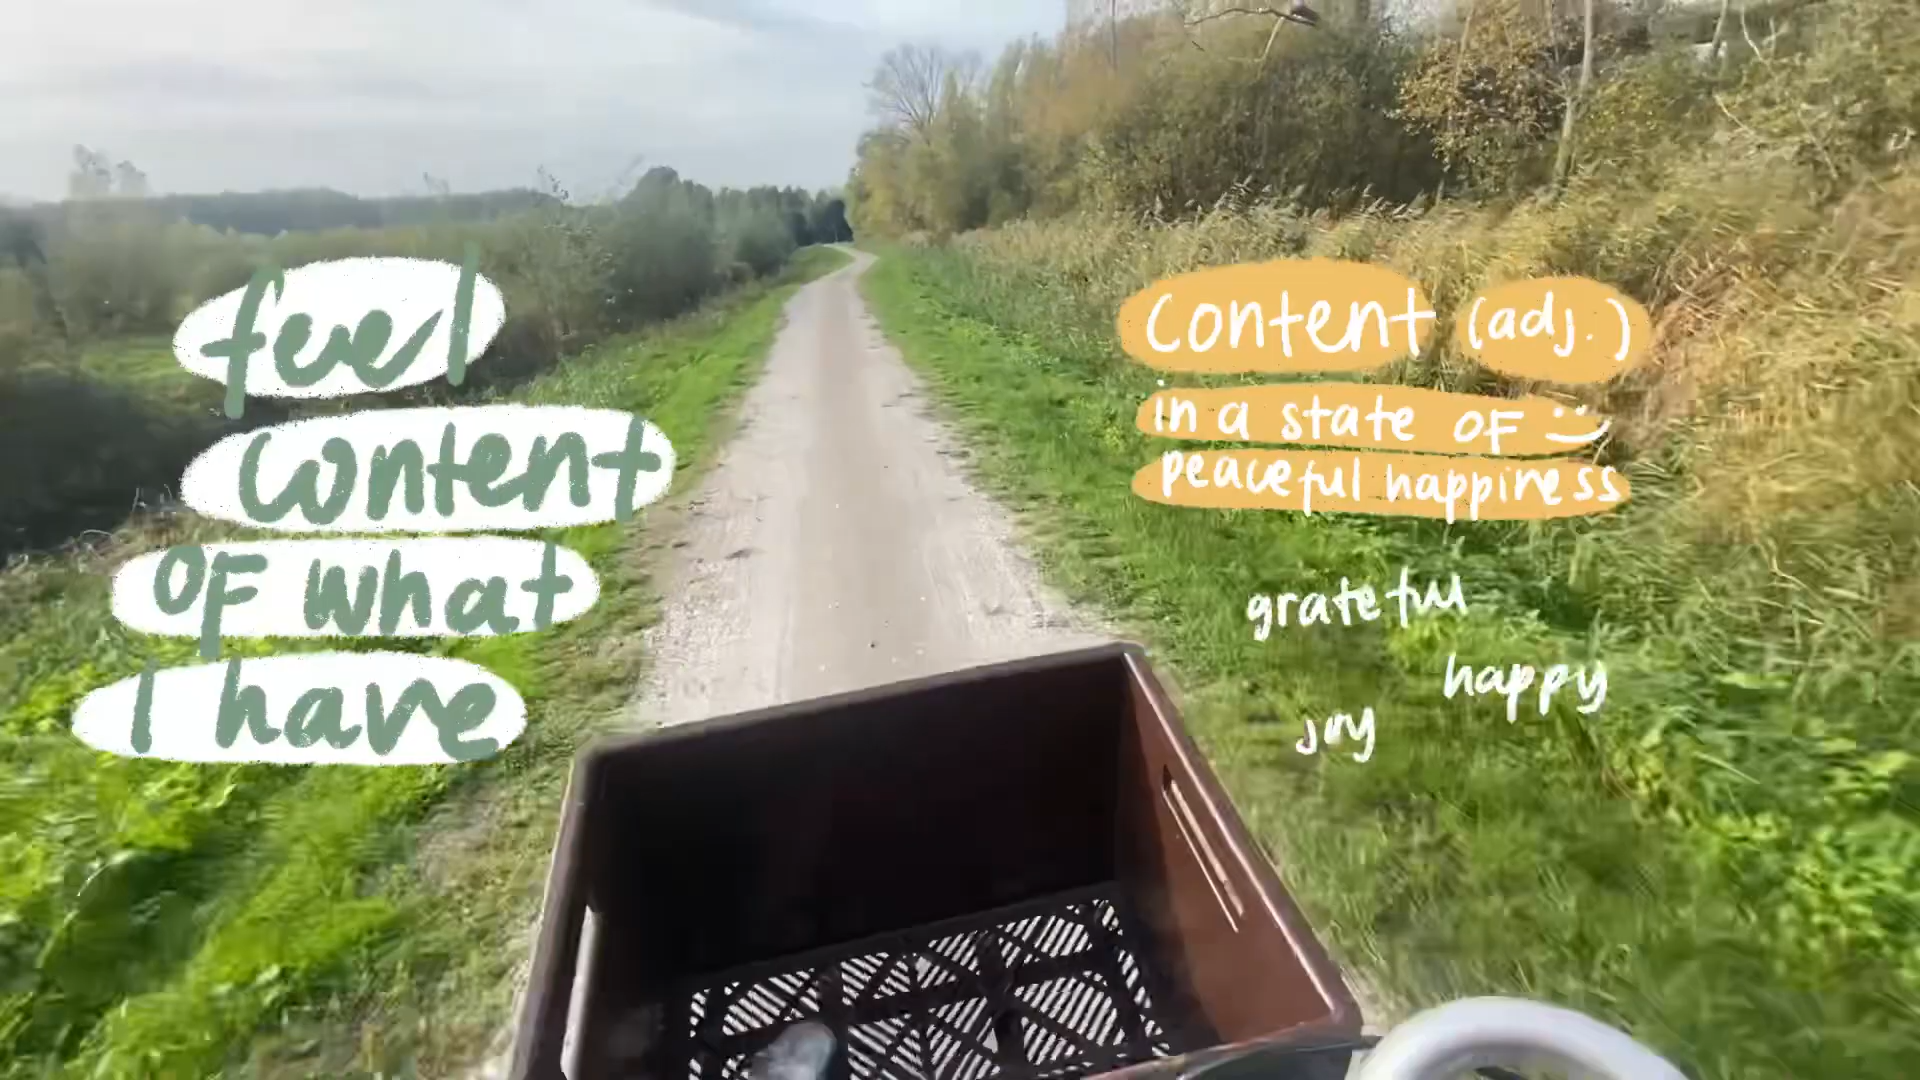 feel
content
of what
I have
content (adj.)
in a state of
peaceful happiness
grateful
happy
joy